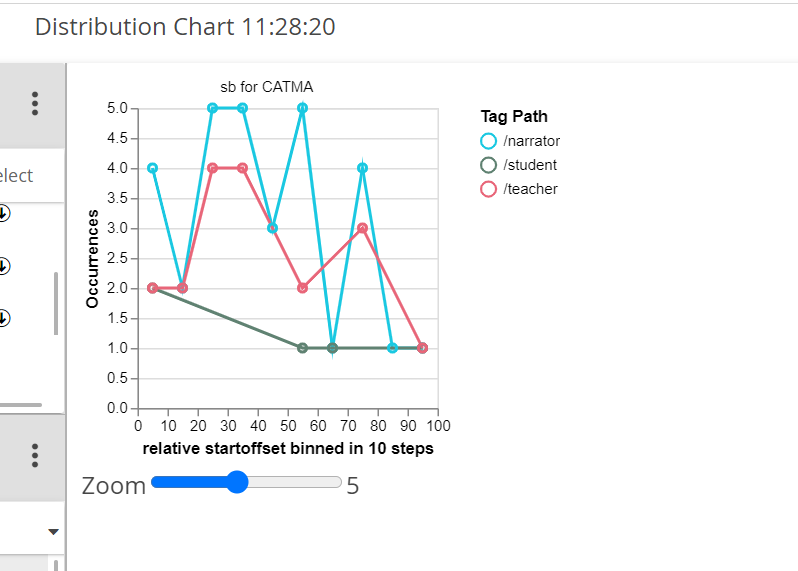 Distribution Chart 11:28:20
elect
sb for CATMA
5.0
4.5
4.0
3.5
3.0
2.5
2.0
1.5
1.0
0.5
0.0
Occurrences
0 10 20 30 40 50 60 70 80 90 100
relative startoffset binned in 10 steps
Tag Path
/narrator
/student
/teacher
Zoom 5